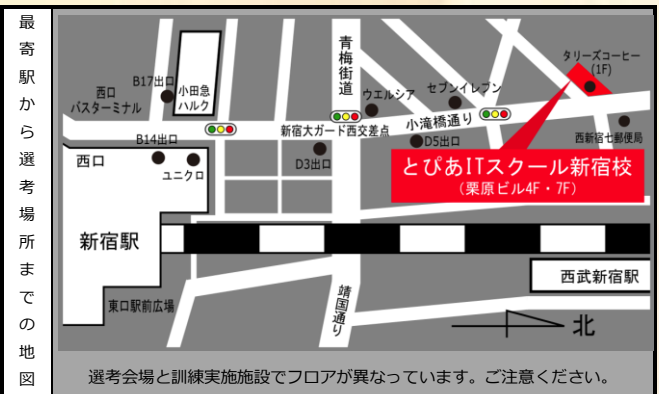 最寄駅から選考場所までの地図
青梅街道
タリーズコーヒー
(1F)
B17出口
小田急
ハルク
西口
バスターミナル
ウエルシア
セブンイレブン
新宿大ガード西交差点
小滝橋通り
西新宿七郵便局
B14出口
西口
ユニクロ
D3出口
D5出口
とぴあITスクール新宿校
(栗原ビル4F・7F)
新宿駅
西武新宿駅
東口駅前広場
靖国通り
北
選考会場と訓練実施施設でフロアが異なっています。ご注意ください。